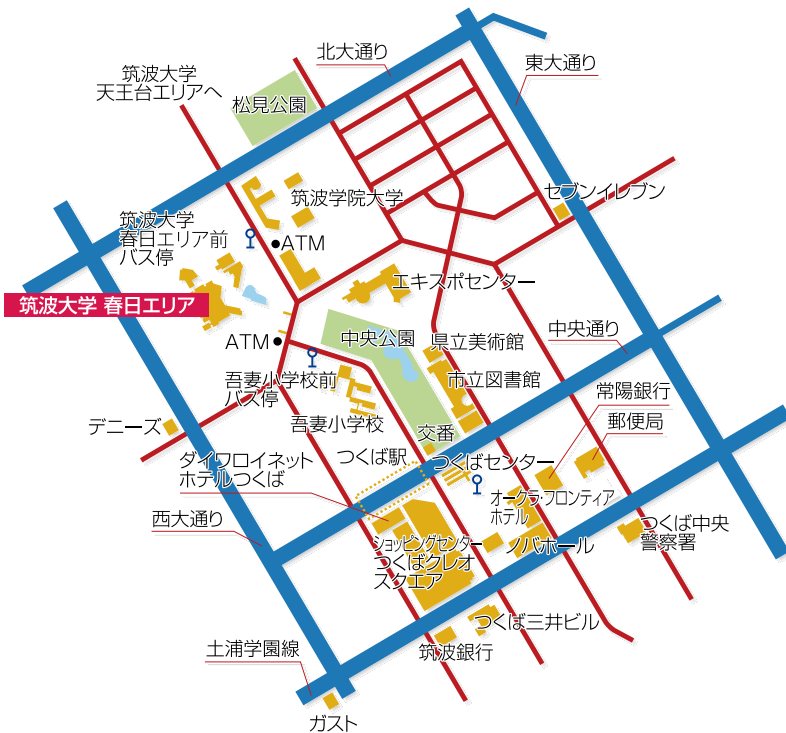 北大通り
東大通り
筑波大学
天王台エリアへ
松見公園
セブンイレブン
筑波学院大学
筑波大学
春日エリア前
バス停
ATM
エキスポセンター
筑波大学 春日エリア
中央通り
ATM
中央公園
県立美術館
吾妻小学校前
バス停
市立図書館
常陽銀行
郵便局
デニーズ
吾妻小学校
交番
ダイワロイネット
ホテルつくば
つくば駅
つくばセンター
オークラ・フロンティア
ホテル
西大通り
つくば中央
警察署
ショッピングセンター
つくばクレオ
スクエア
ノバホール
つくば三井ビル
土浦学園線
筑波銀行
ガスト